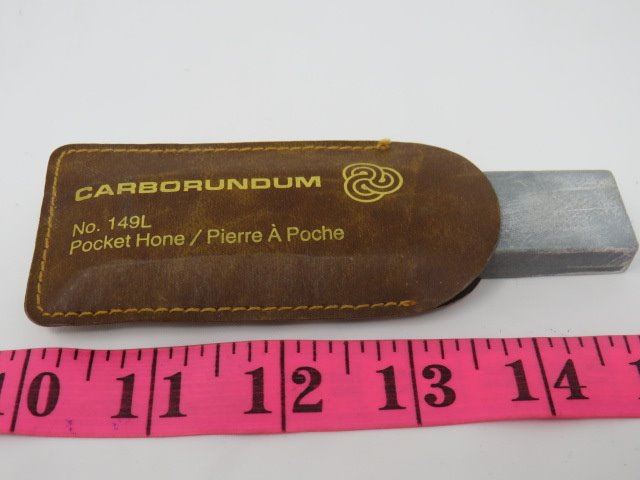 CARBORUNDUM
No. 149L
Pocket Hone / Pierre À Poche
10 11 12 13 14